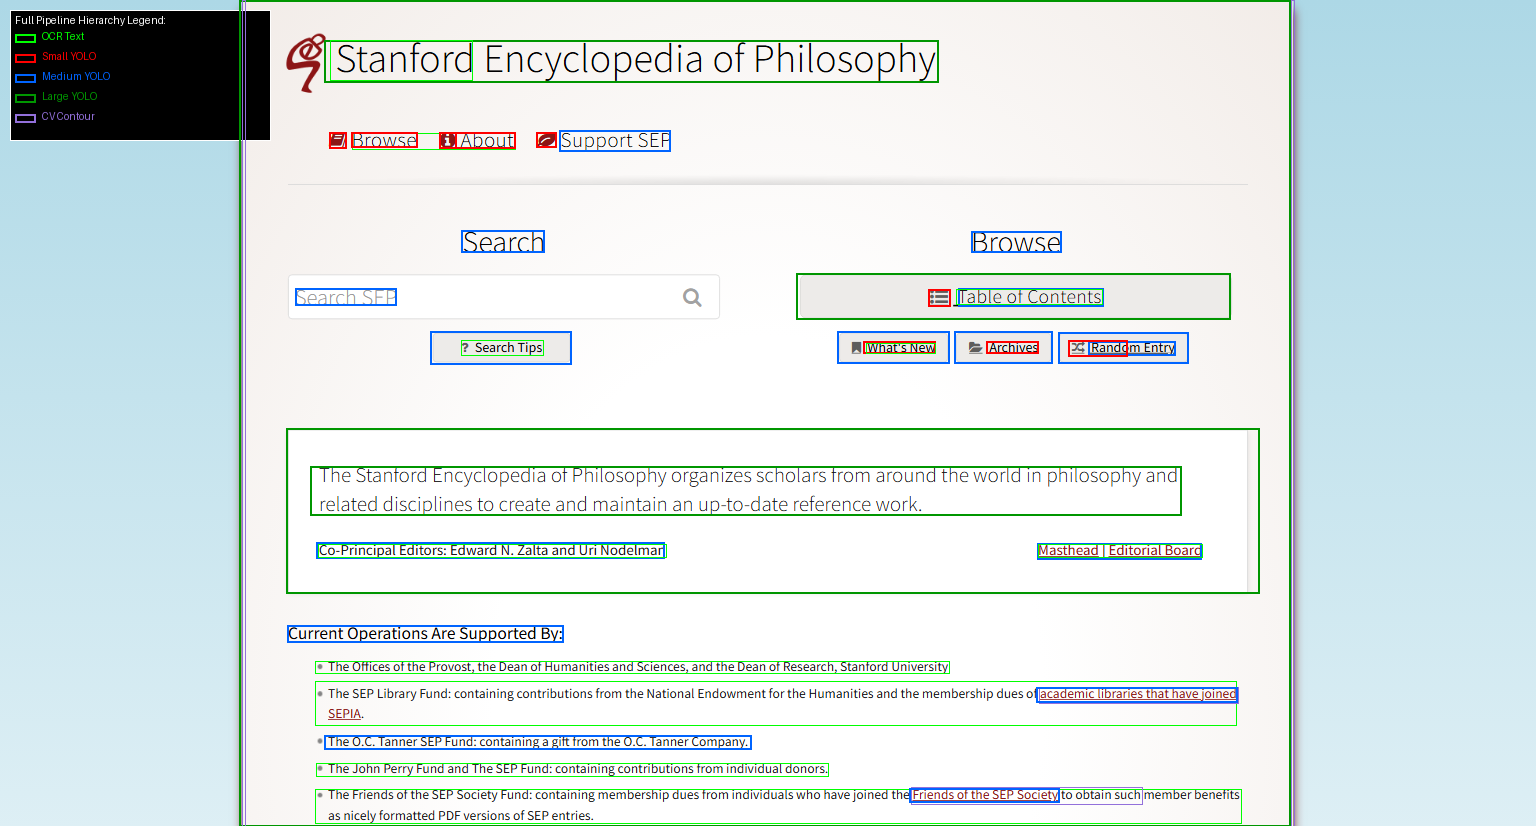 Full Pipeline Hierarchy Legend:
OCR Text
Small YOLO
Medium YOLO
Large YOLO
CV Contour
Stanford Encyclopedia of Philosophy
Browse About Support SEP
Search
Browse
Search SEP
Table of Contents
? Search Tips
What's New Archives Random Entry
The Stanford Encyclopedia of Philosophy organizes scholars from around the world in philosophy and
related disciplines to create and maintain an up-to-date reference work.
Co-Principal Editors: Edward N. Zalta and Uri Nodelman
Masthead | Editorial Board
Current Operations Are Supported By:
The Offices of the Provost, the Dean of Humanities and Sciences, and the Dean of Research, Stanford University
The SEP Library Fund: containing contributions from the National Endowment for the Humanities and the membership dues of academic libraries that have joined
SEPIA.
The O.C. Tanner SEP Fund: containing a gift from the O.C. Tanner Company.
The John Perry Fund and The SEP Fund: containing contributions from individual donors.
The Friends of the SEP Society Fund: containing membership dues from individuals who have joined the Friends of the SEP Society to obtain such member benefits
as nicely formatted PDF versions of SEP entries.